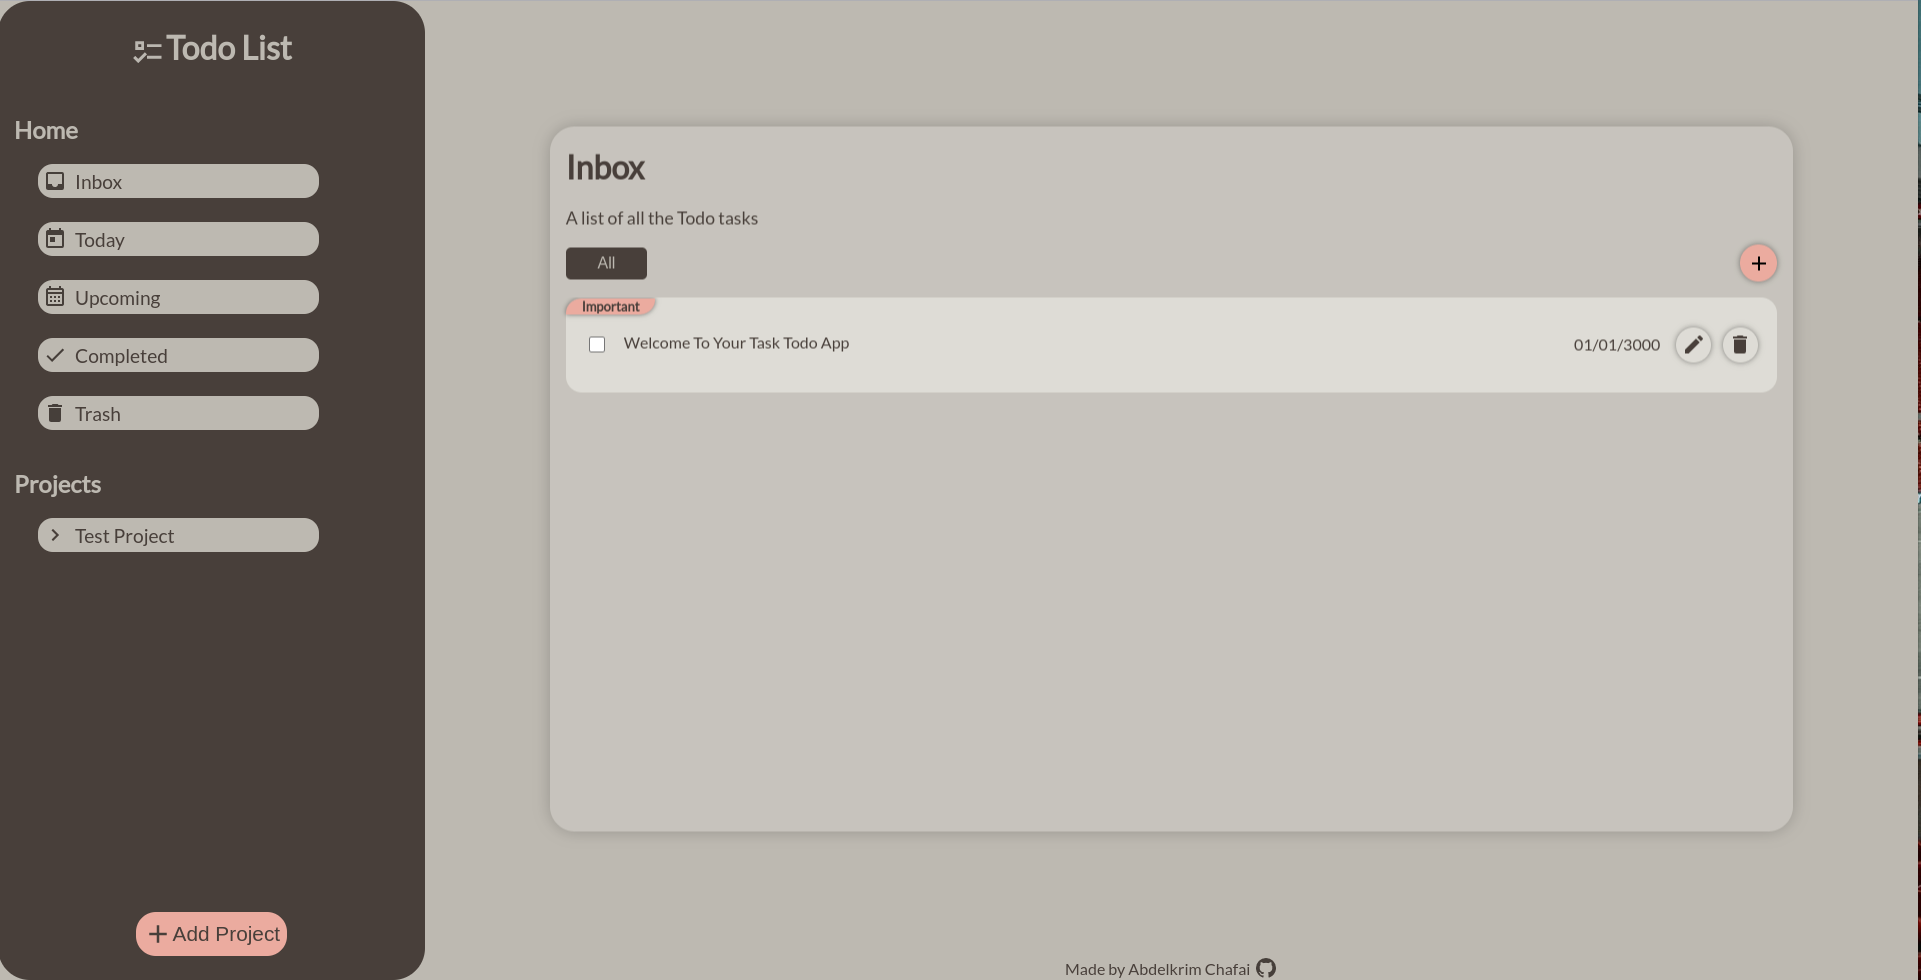 Todo List
Home
Inbox
Today
Upcoming
Completed
Trash
Projects
Test Project
Add Project
Inbox
A list of all the Todo tasks
All
Important
Welcome To Your Task Todo App
01/01/3000
Made by Abdelkrim Chafai